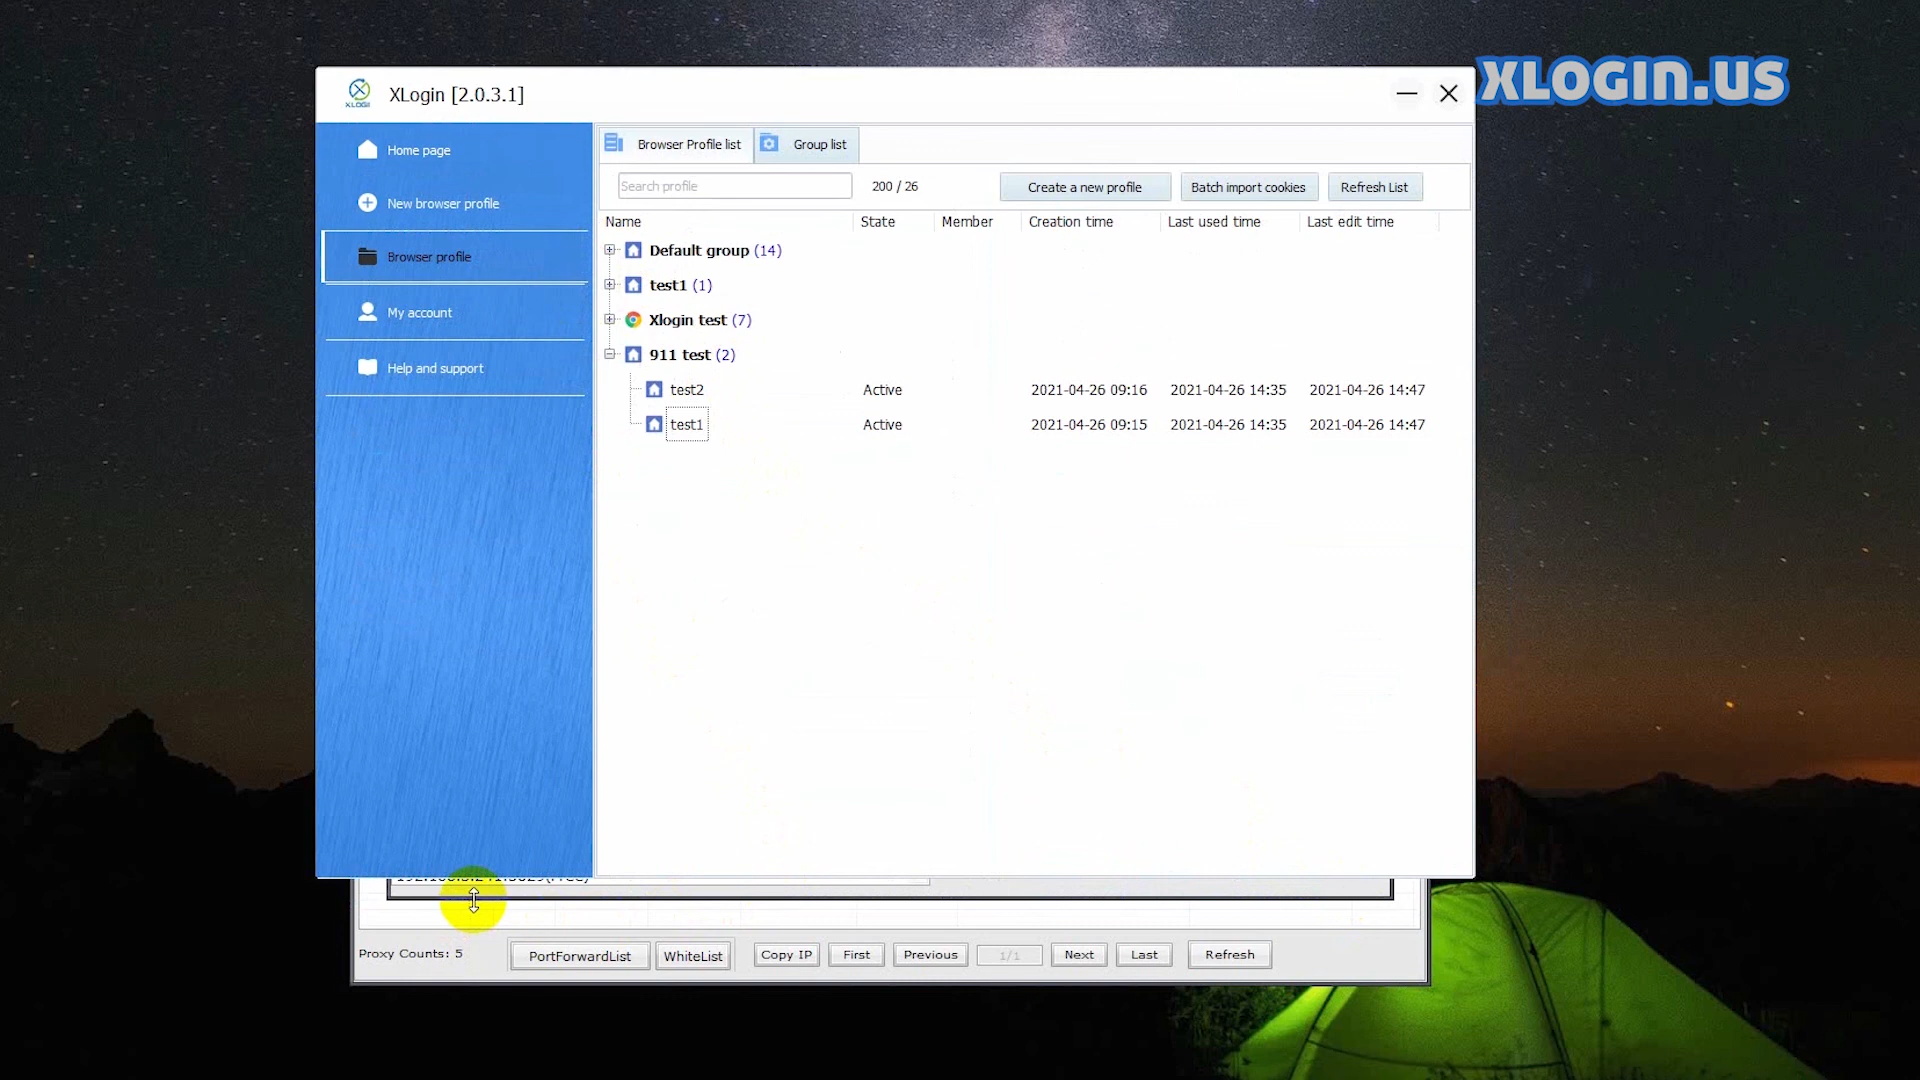 XLOGIN.US
XLOGI
XLogin [2.0.3.1]
Home page
New browser profile
Browser profile
My account
Help and support
Browser Profile list
Group list
Search profile
200 / 26
Create a new profile
Batch import cookies
Refresh List
Name State Member Creation time Last used time Last edit time
Default group (14)
test1 (1)
Xlogin test (7)
911 test (2)
test2 Active 2021-04-26 09:16 2021-04-26 14:35 2021-04-26 14:47
test1 Active 2021-04-26 09:15 2021-04-26 14:35 2021-04-26 14:47
Proxy Counts: 5
PortForwardList
WhiteList
Copy IP
First
Previous
1/1
Next
Last
Refresh